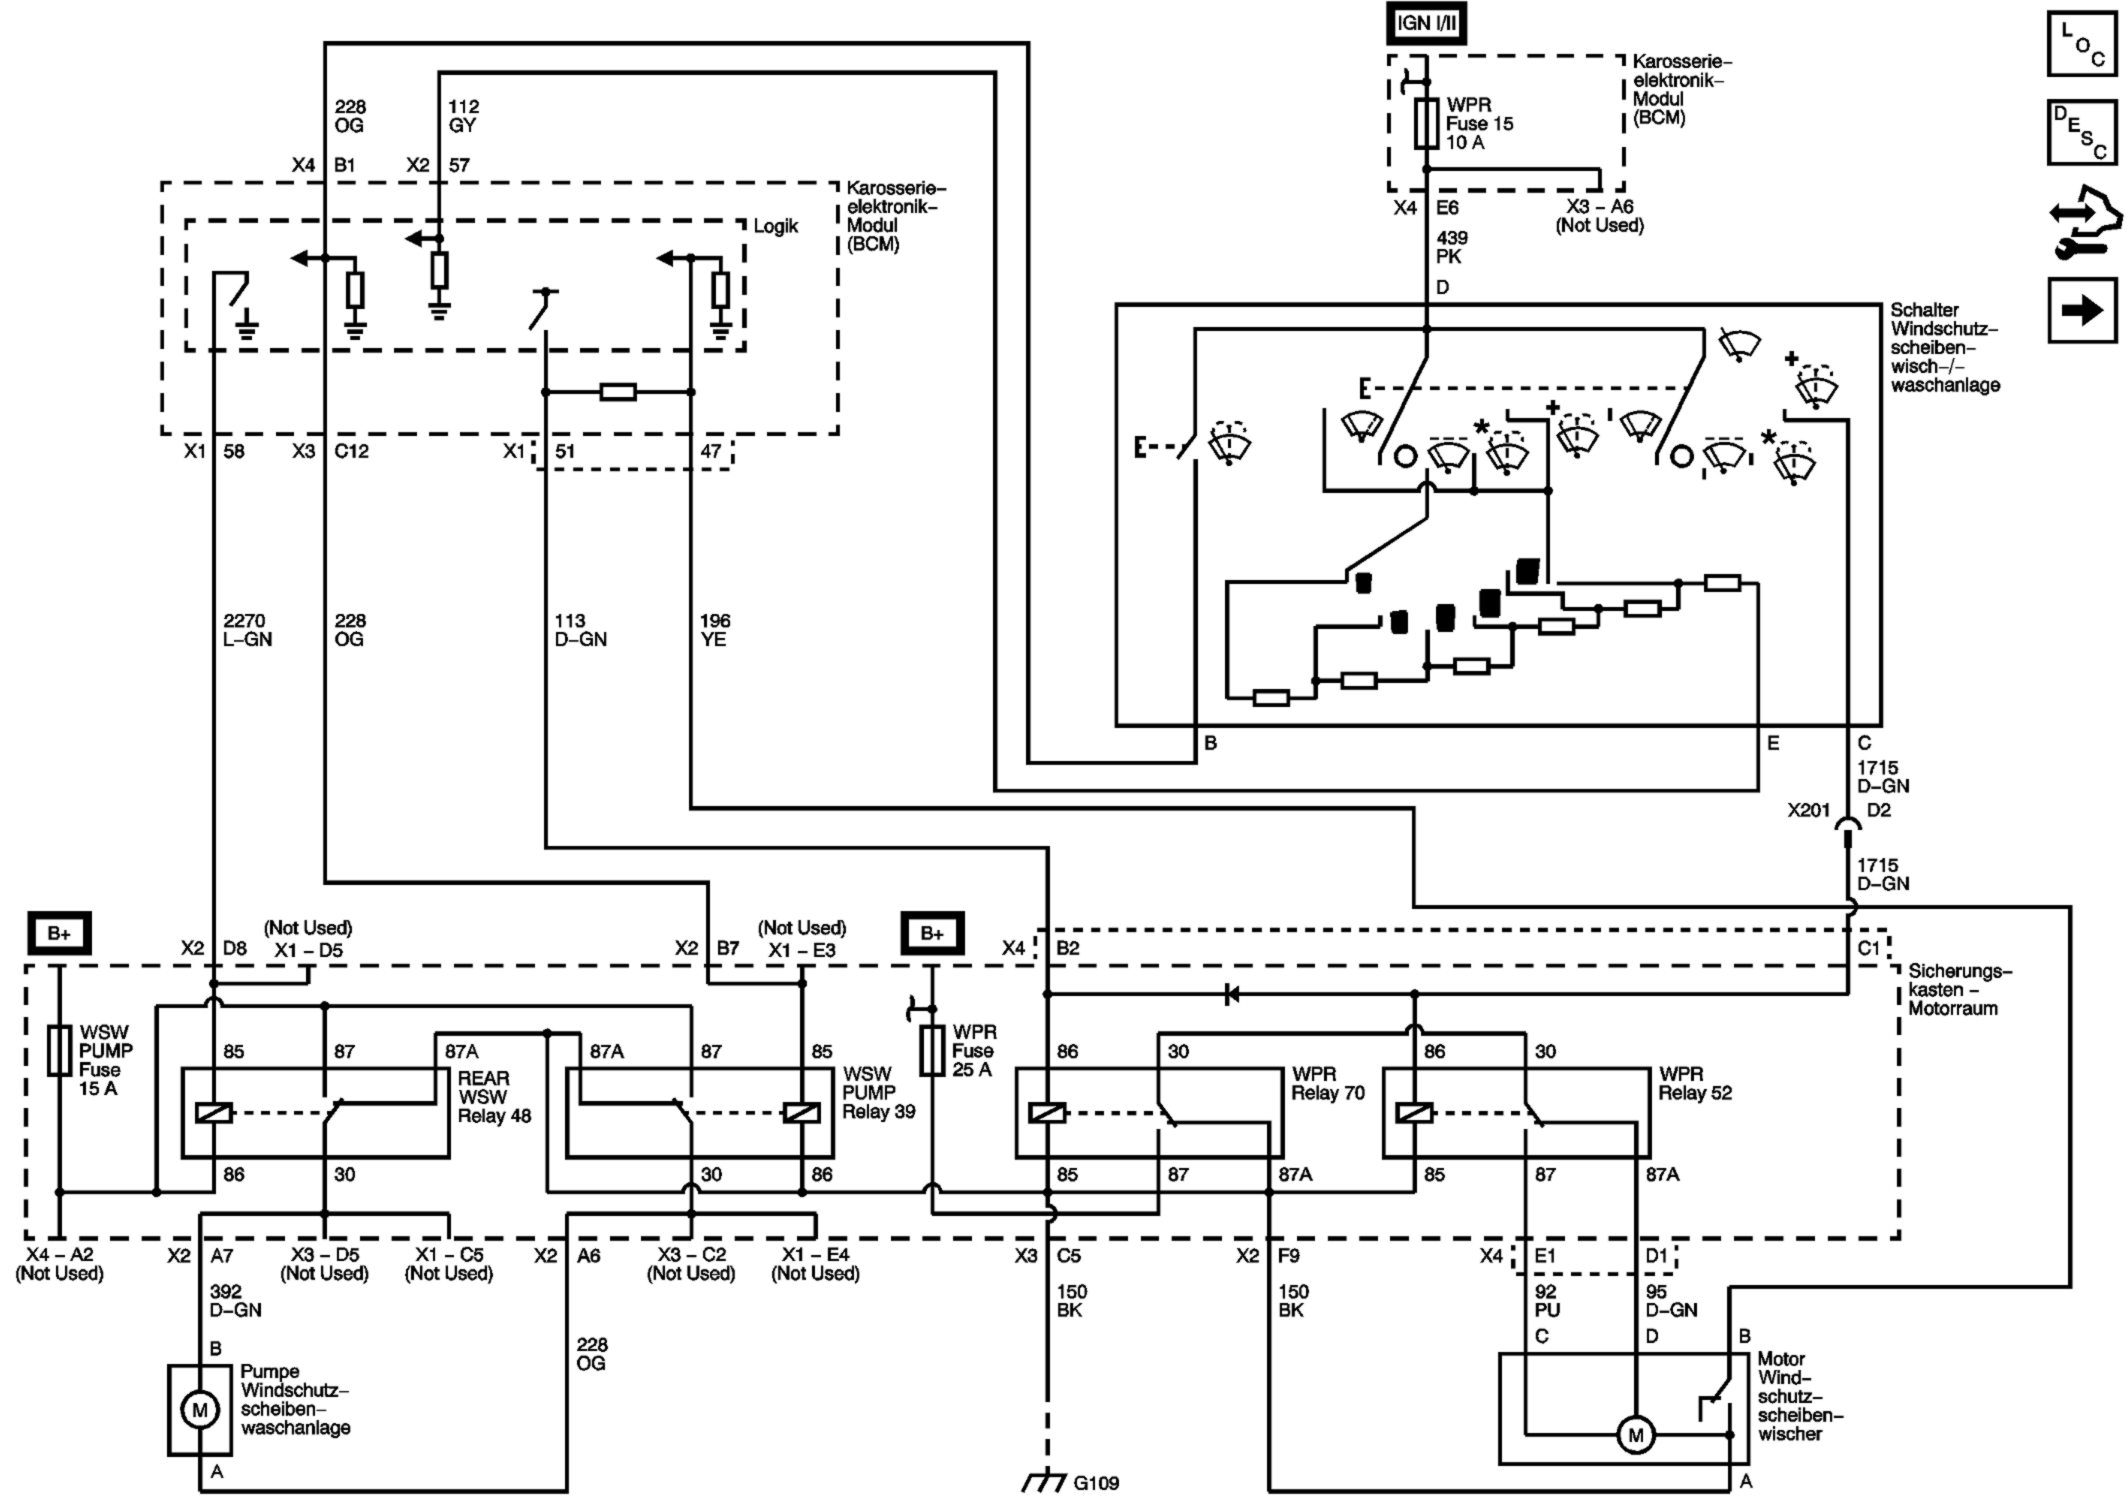 IGN I/II
L
O
C
D
E
S
C
Karosserie–
elektronik–
Modul
(BCM)
WPR
Fuse 15
10 A
X4 E6
X3 – A6
(Not Used)
439
PK
D
228
OG
112
GY
X4 B1
X2 57
Karosserie–
elektronik–
Modul
(BCM)
Logik
X1 58
X3 C12
X1 51
47
Schalter
Windschutz–
scheiben–
wisch–/–
waschanlage
B
E
C
1715
D–GN
X201 D2
1715
D–GN
2270
L–GN
228
OG
113
D–GN
196
YE
B+
X2 D8
(Not Used)
X1 – D5
X2 B7
(Not Used)
X1 – E3
B+
X4 B2
C1
Sicherungs–
kasten –
Motorraum
WSW
PUMP
Fuse
15 A
85
87
87A
REAR
WSW
Relay 48
86
30
87A
87
85
WSW
PUMP
Relay 39
30
86
WPR
Fuse
25 A
86
30
WPR
Relay 70
85
87
87A
86
30
WPR
Relay 52
85
87
87A
X4 – A2
(Not Used)
X2 A7
X3 – D5
(Not Used)
X1 – C5
(Not Used)
X2 A6
X3 – C2
(Not Used)
X1 – E4
(Not Used)
X3 C5
X2 F9
X4 E1
D1
392
D–GN
228
OG
150
BK
150
BK
92
PU
95
D–GN
B
Pumpe
Windschutz–
scheiben–
waschanlage
M
A
G109
C
D
B
Motor
Wind–
schutz–
scheiben–
wischer
M
A